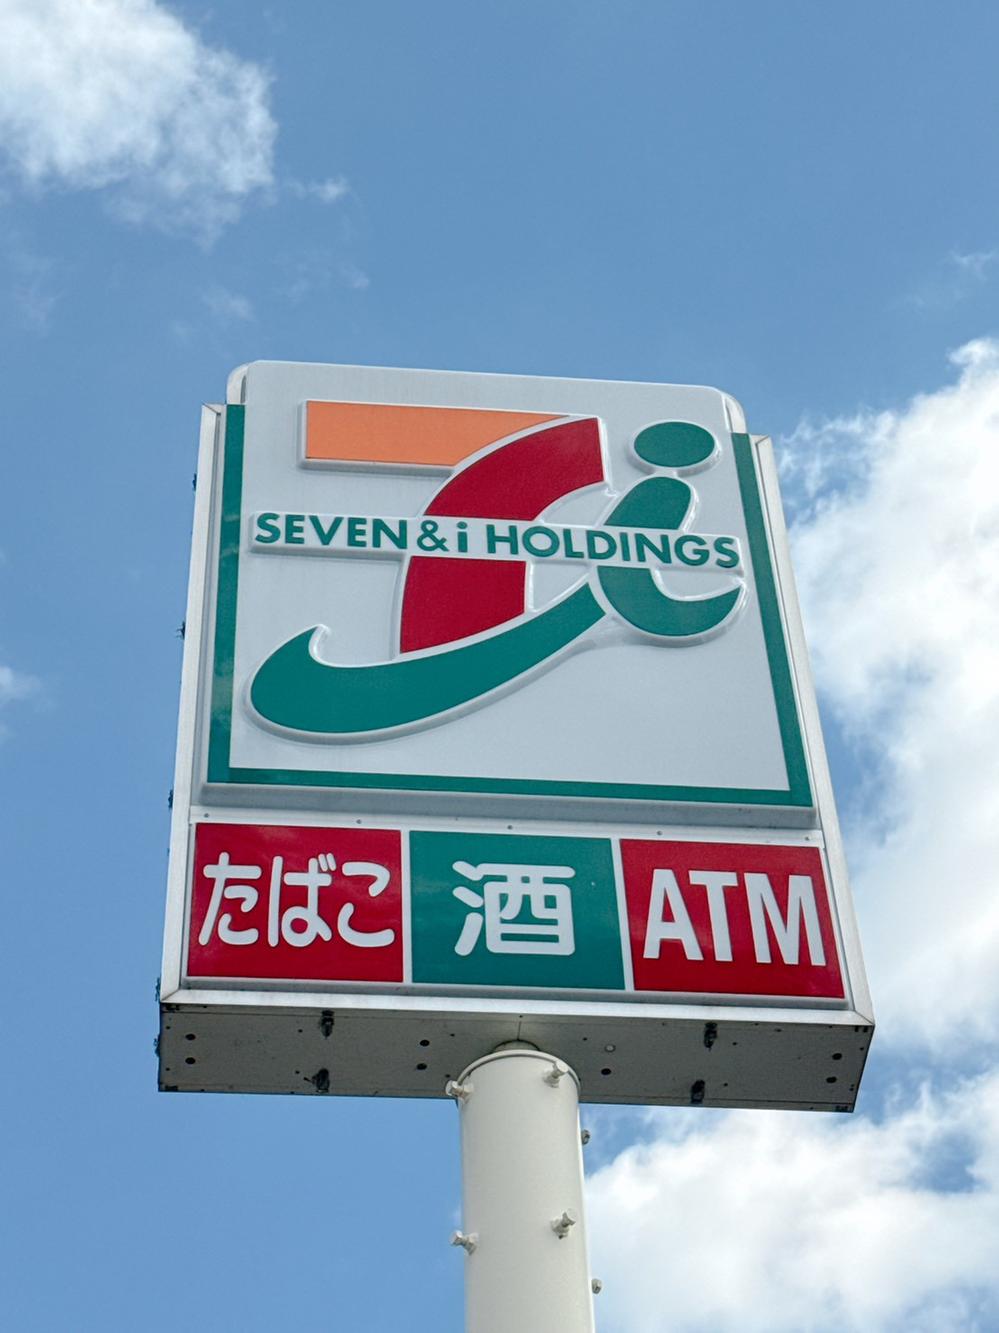 SEVEN&i HOLDINGS
たばこ 酒 ATM